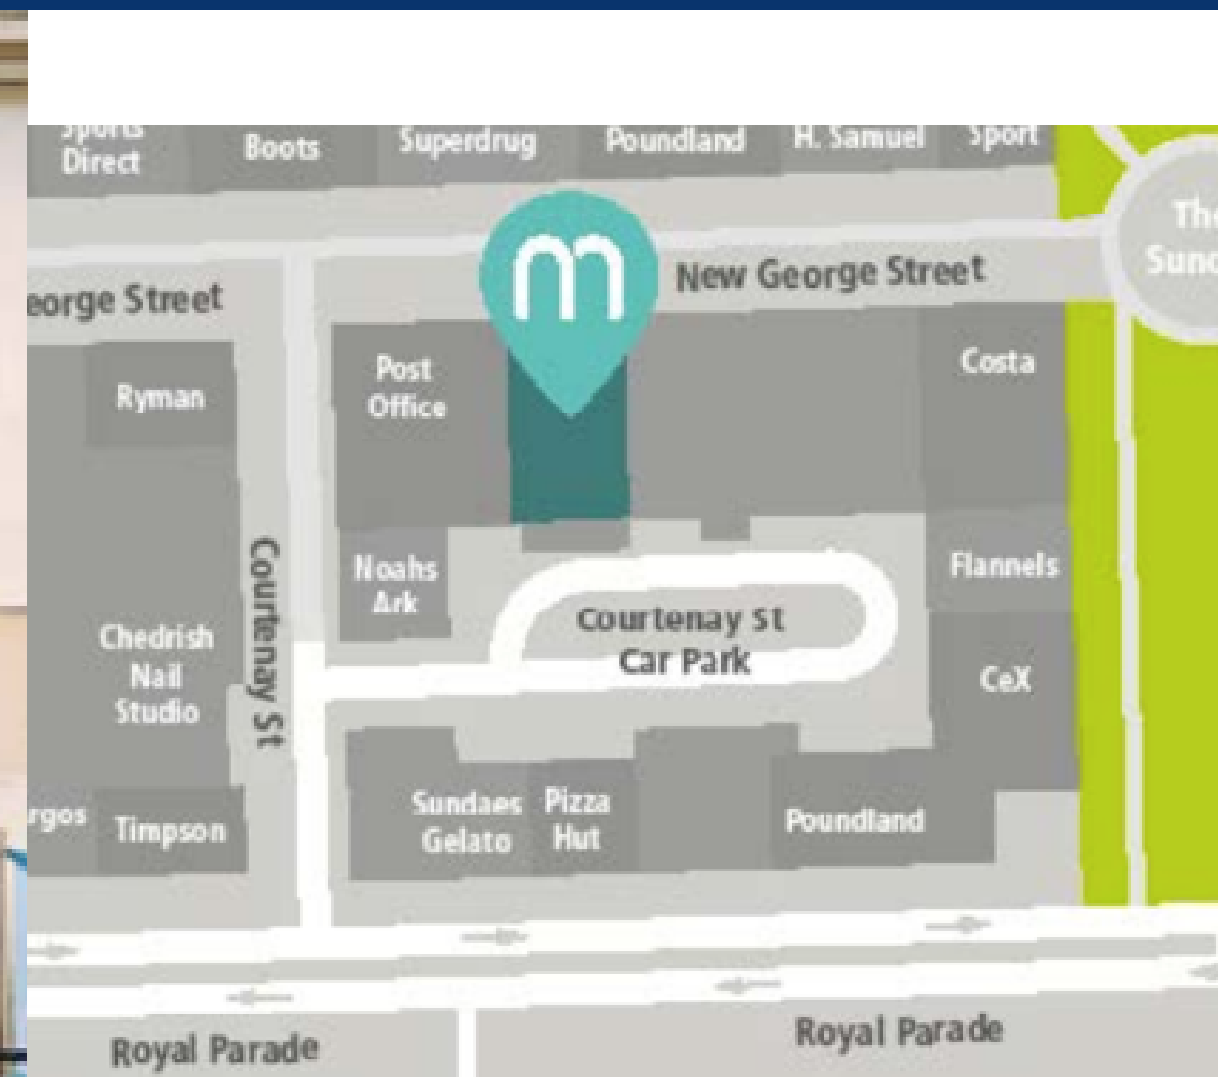 Sports
Direct
Boots
Superdrug
Poundland
H. Samuel
Sport
m
The
New George Street
eorge Street
Post
Office
Costa
Ryman
Courtenay St
Noahs
Ark
Flannels
Courtenay St
Car Park
Chedrish
Nail
Studio
CeX
Sundaes
Gelato
Pizza
Hut
rgos
Timpson
Poundland
Royal Parade
Royal Parade